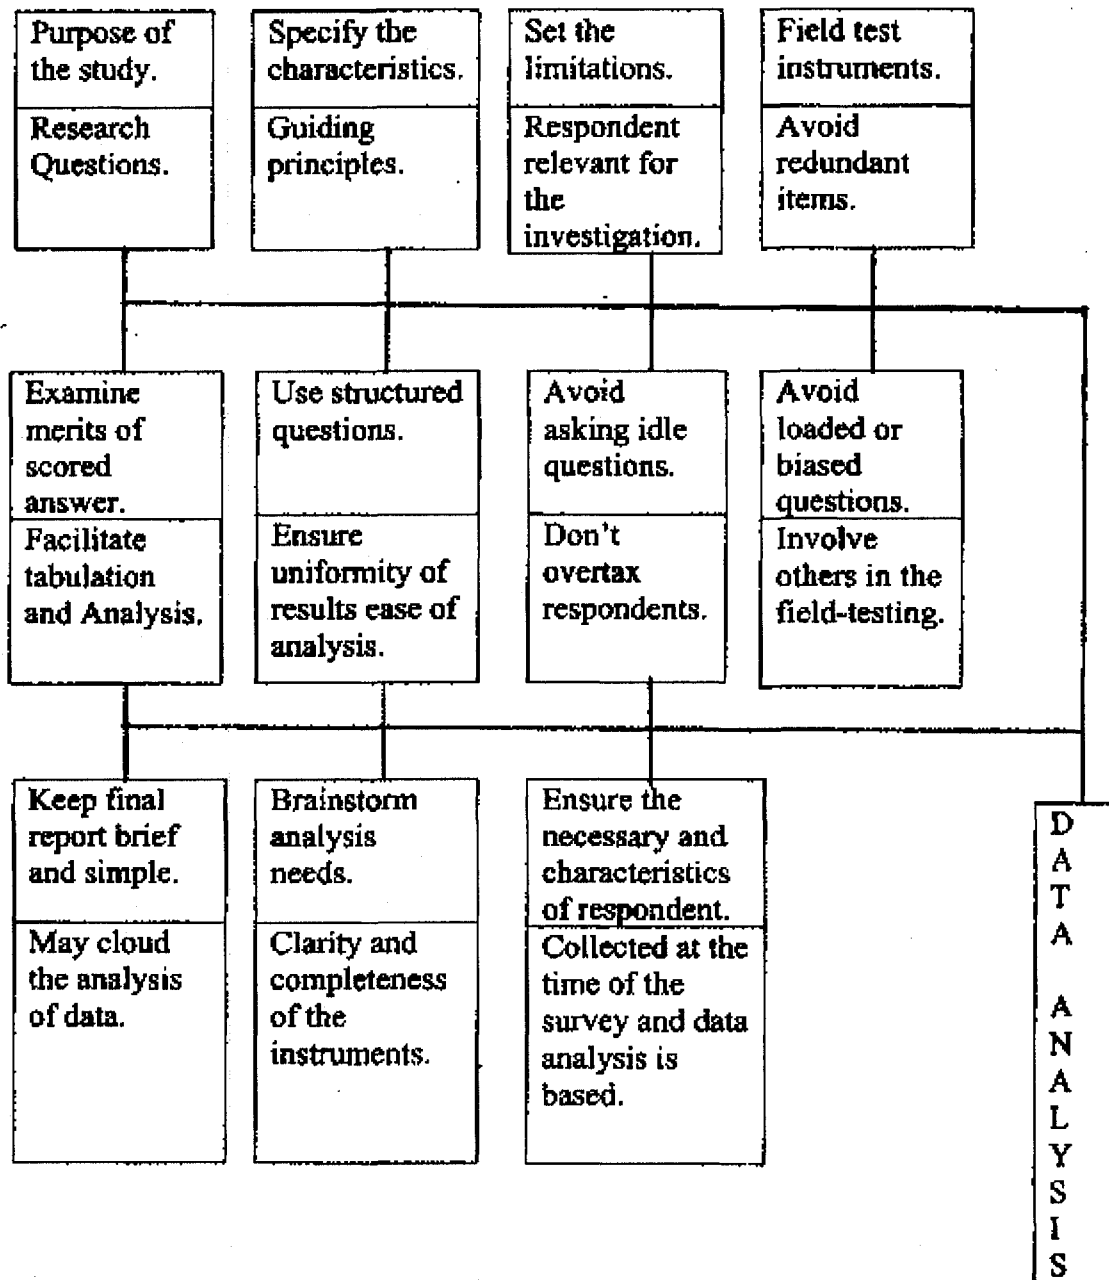 Purpose of
the study.
Research
Questions.
Specify the
characteristics.
Guiding
principles.
Set the
limitations.
Respondent
relevant for
the
investigation.
Field test
instruments.
Avoid
redundant
items.
Examine
merits of
scored
answer.
Facilitate
tabulation
and Analysis.
Use structured
questions.
Ensure
uniformity of
results ease of
analysis.
Avoid
asking idle
questions.
Don't
overtax
respondents.
Avoid
loaded or
biased
questions.
Involve
others in the
field-testing.
Keep final
report brief
and simple.
May cloud
the analysis
of data.
Brainstorm
analysis
needs.
Clarity and
completeness
of the
instruments.
Ensure the
necessary and
characteristics
of respondent.
Collected at the
time of the
survey and data
analysis is
based.
D
A
T
A
A
N
A
L
Y
S
I
S